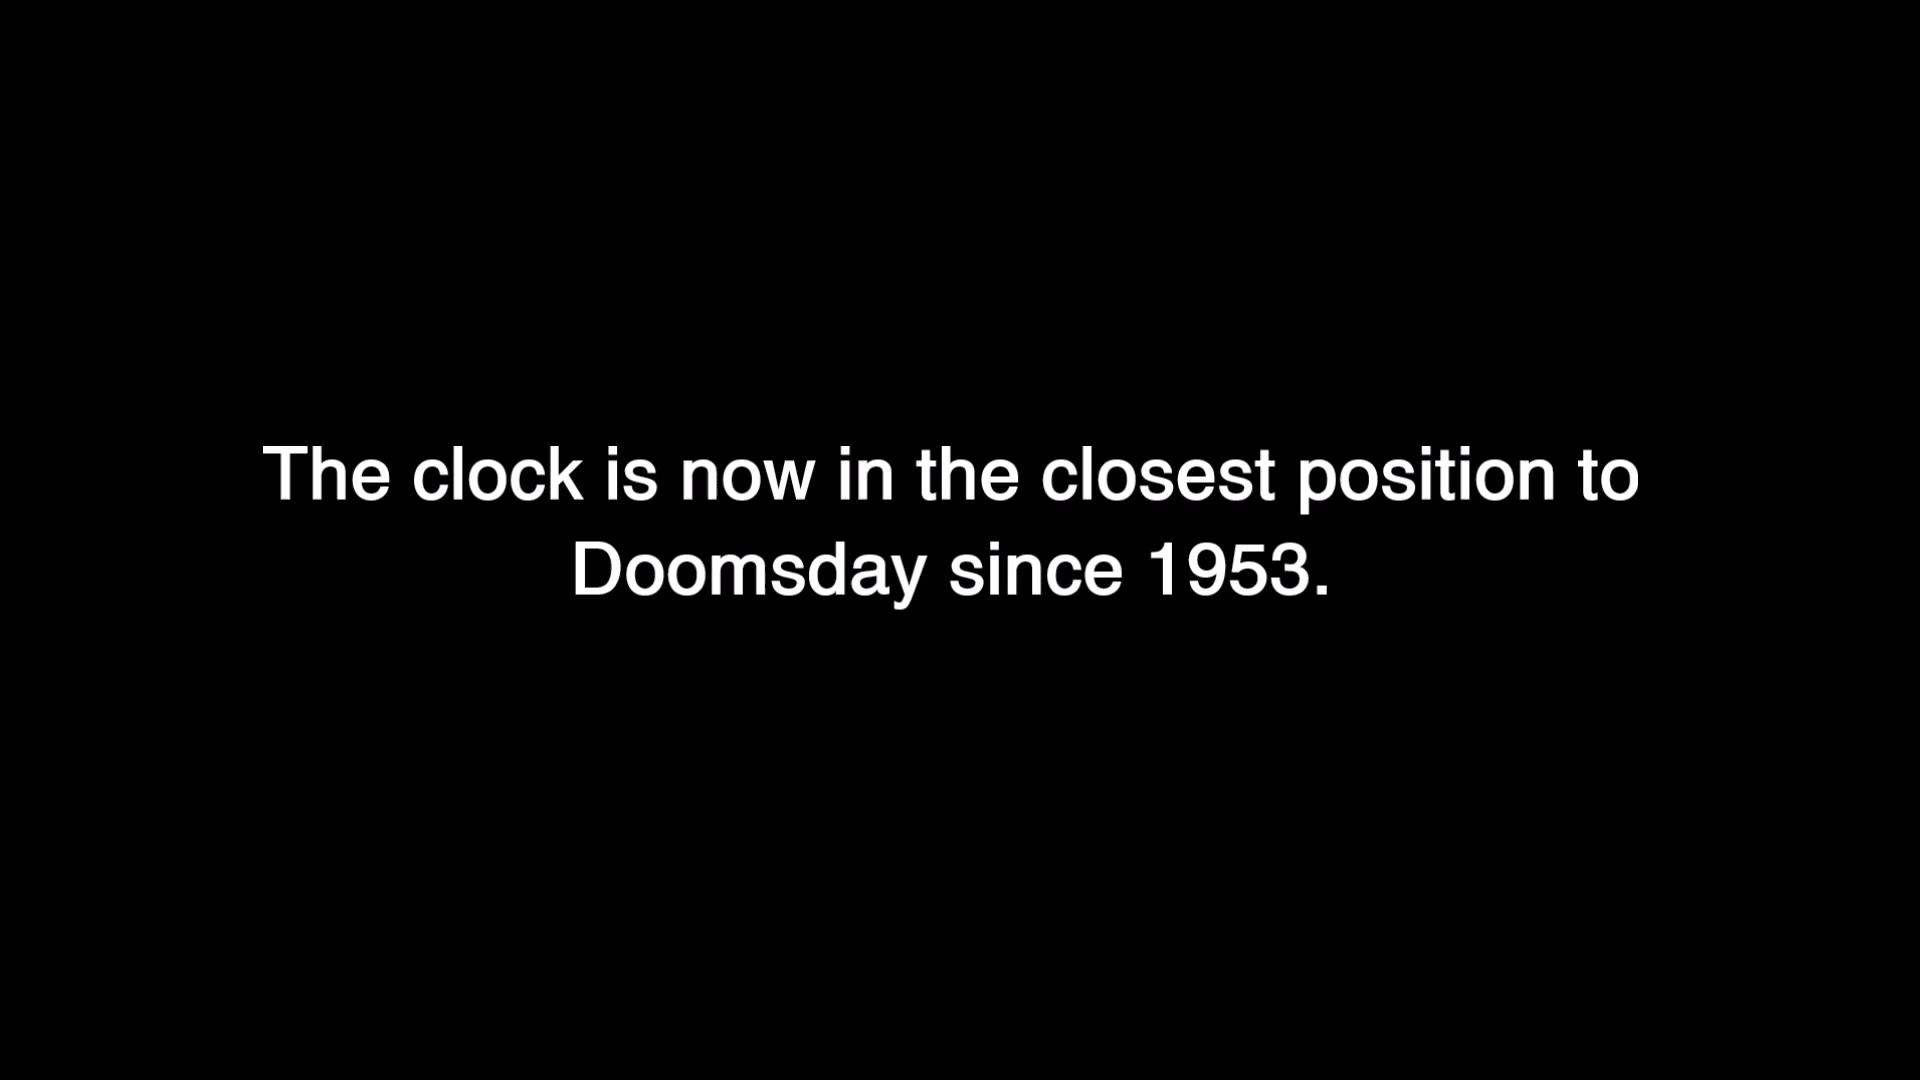 The clock is now in the closest position to
Doomsday since 1953.